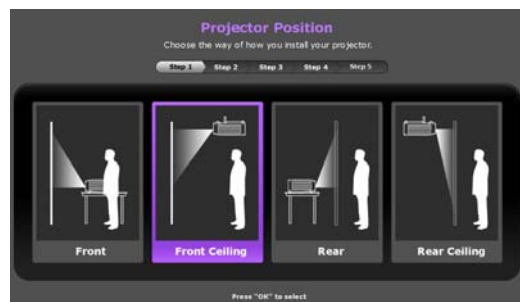 Projector Position
Choose the way of how you install your projector.
Step 1 Step 2 Step 3 Step 4 Step 5
Front Front Ceiling Rear Rear Ceiling
Press "OK" to select